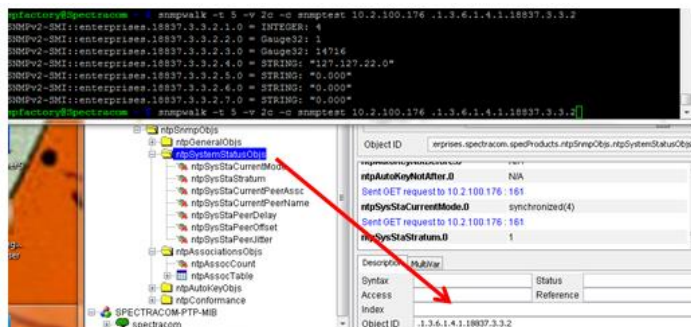 mpfactory@Spectracom ~ $ snmpwalk -t 5 -v 2c -c snmptest 10.2.100.176 .1.3.6.1.4.1.18837.3.3.2
SNMPv2-SMI::enterprises.18837.3.3.2.1.0 = INTEGER: 4
SNMPv2-SMI::enterprises.18837.3.3.2.2.0 = Gauge32: 1
SNMPv2-SMI::enterprises.18837.3.3.2.3.0 = Gauge32: 14716
SNMPv2-SMI::enterprises.18837.3.3.2.4.0 = STRING: "127.127.22.0"
SNMPv2-SMI::enterprises.18837.3.3.2.5.0 = STRING: "0.000"
SNMPv2-SMI::enterprises.18837.3.3.2.6.0 = STRING: "0.000"
SNMPv2-SMI::enterprises.18837.3.3.2.7.0 = STRING: "0.000"
mpfactory@Spectracom ~ $ snmpwalk -t 5 -v 2c -c snmptest 10.2.100.176 .1.3.6.1.4.1.18837.3.3.2
ntpSnmpObjs
ntpGeneralObjs
ntpSystemStatusObjs
ntpSysStaCurrentMode
ntpSysStaStratum
ntpSysStaCurrentPeerAssc
ntpSysStaCurrentPeerName
ntpSysStaPeerDelay
ntpSysStaPeerOffset
ntpSysStaPeerJitter
ntpAssociationsObjs
ntpAssocCount
ntpAssocTable
ntpAutoKeyObjs
ntpConformance
SPECTRACOM-PTP-MIB
spectracom
Object ID erprises.spectracom.specProducts.ntpSnmpObjs.ntpSystemStatusObjs
ntpAutoKeyNotAfter.0 N/A
Sent GET request to 10.2.100.176 : 161
ntpSysStaCurrentMode.0 synchronized(4)
Sent GET request to 10.2.100.176 : 161
ntpSysStaStratum.0 1
Description MultiVar
Syntax Status
Access Reference
Index
Object ID .1.3.6.1.4.1.18837.3.3.2